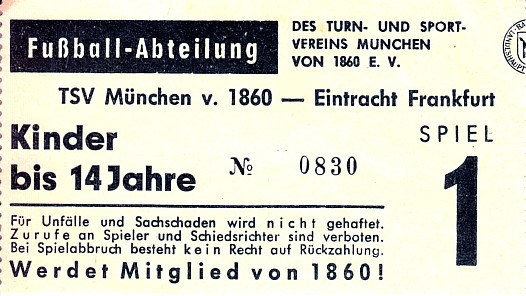 Fußball-Abteilung
DES TURN- UND SPORT-
VEREINS MUNCHEN
VON 1860 E. V.
TSV München v. 1860 — Eintracht Frankfurt
Kinder
bis 14 Jahre
№ 0830
SPIEL
1
Für Unfälle und Sachschaden wird nicht gehaftet.
Zurufe an Spieler und Schiedsrichter sind verboten.
Bei Spielabbruch besteht kein Recht auf Rückzahlung.
Werdet Mitglied von 1860!